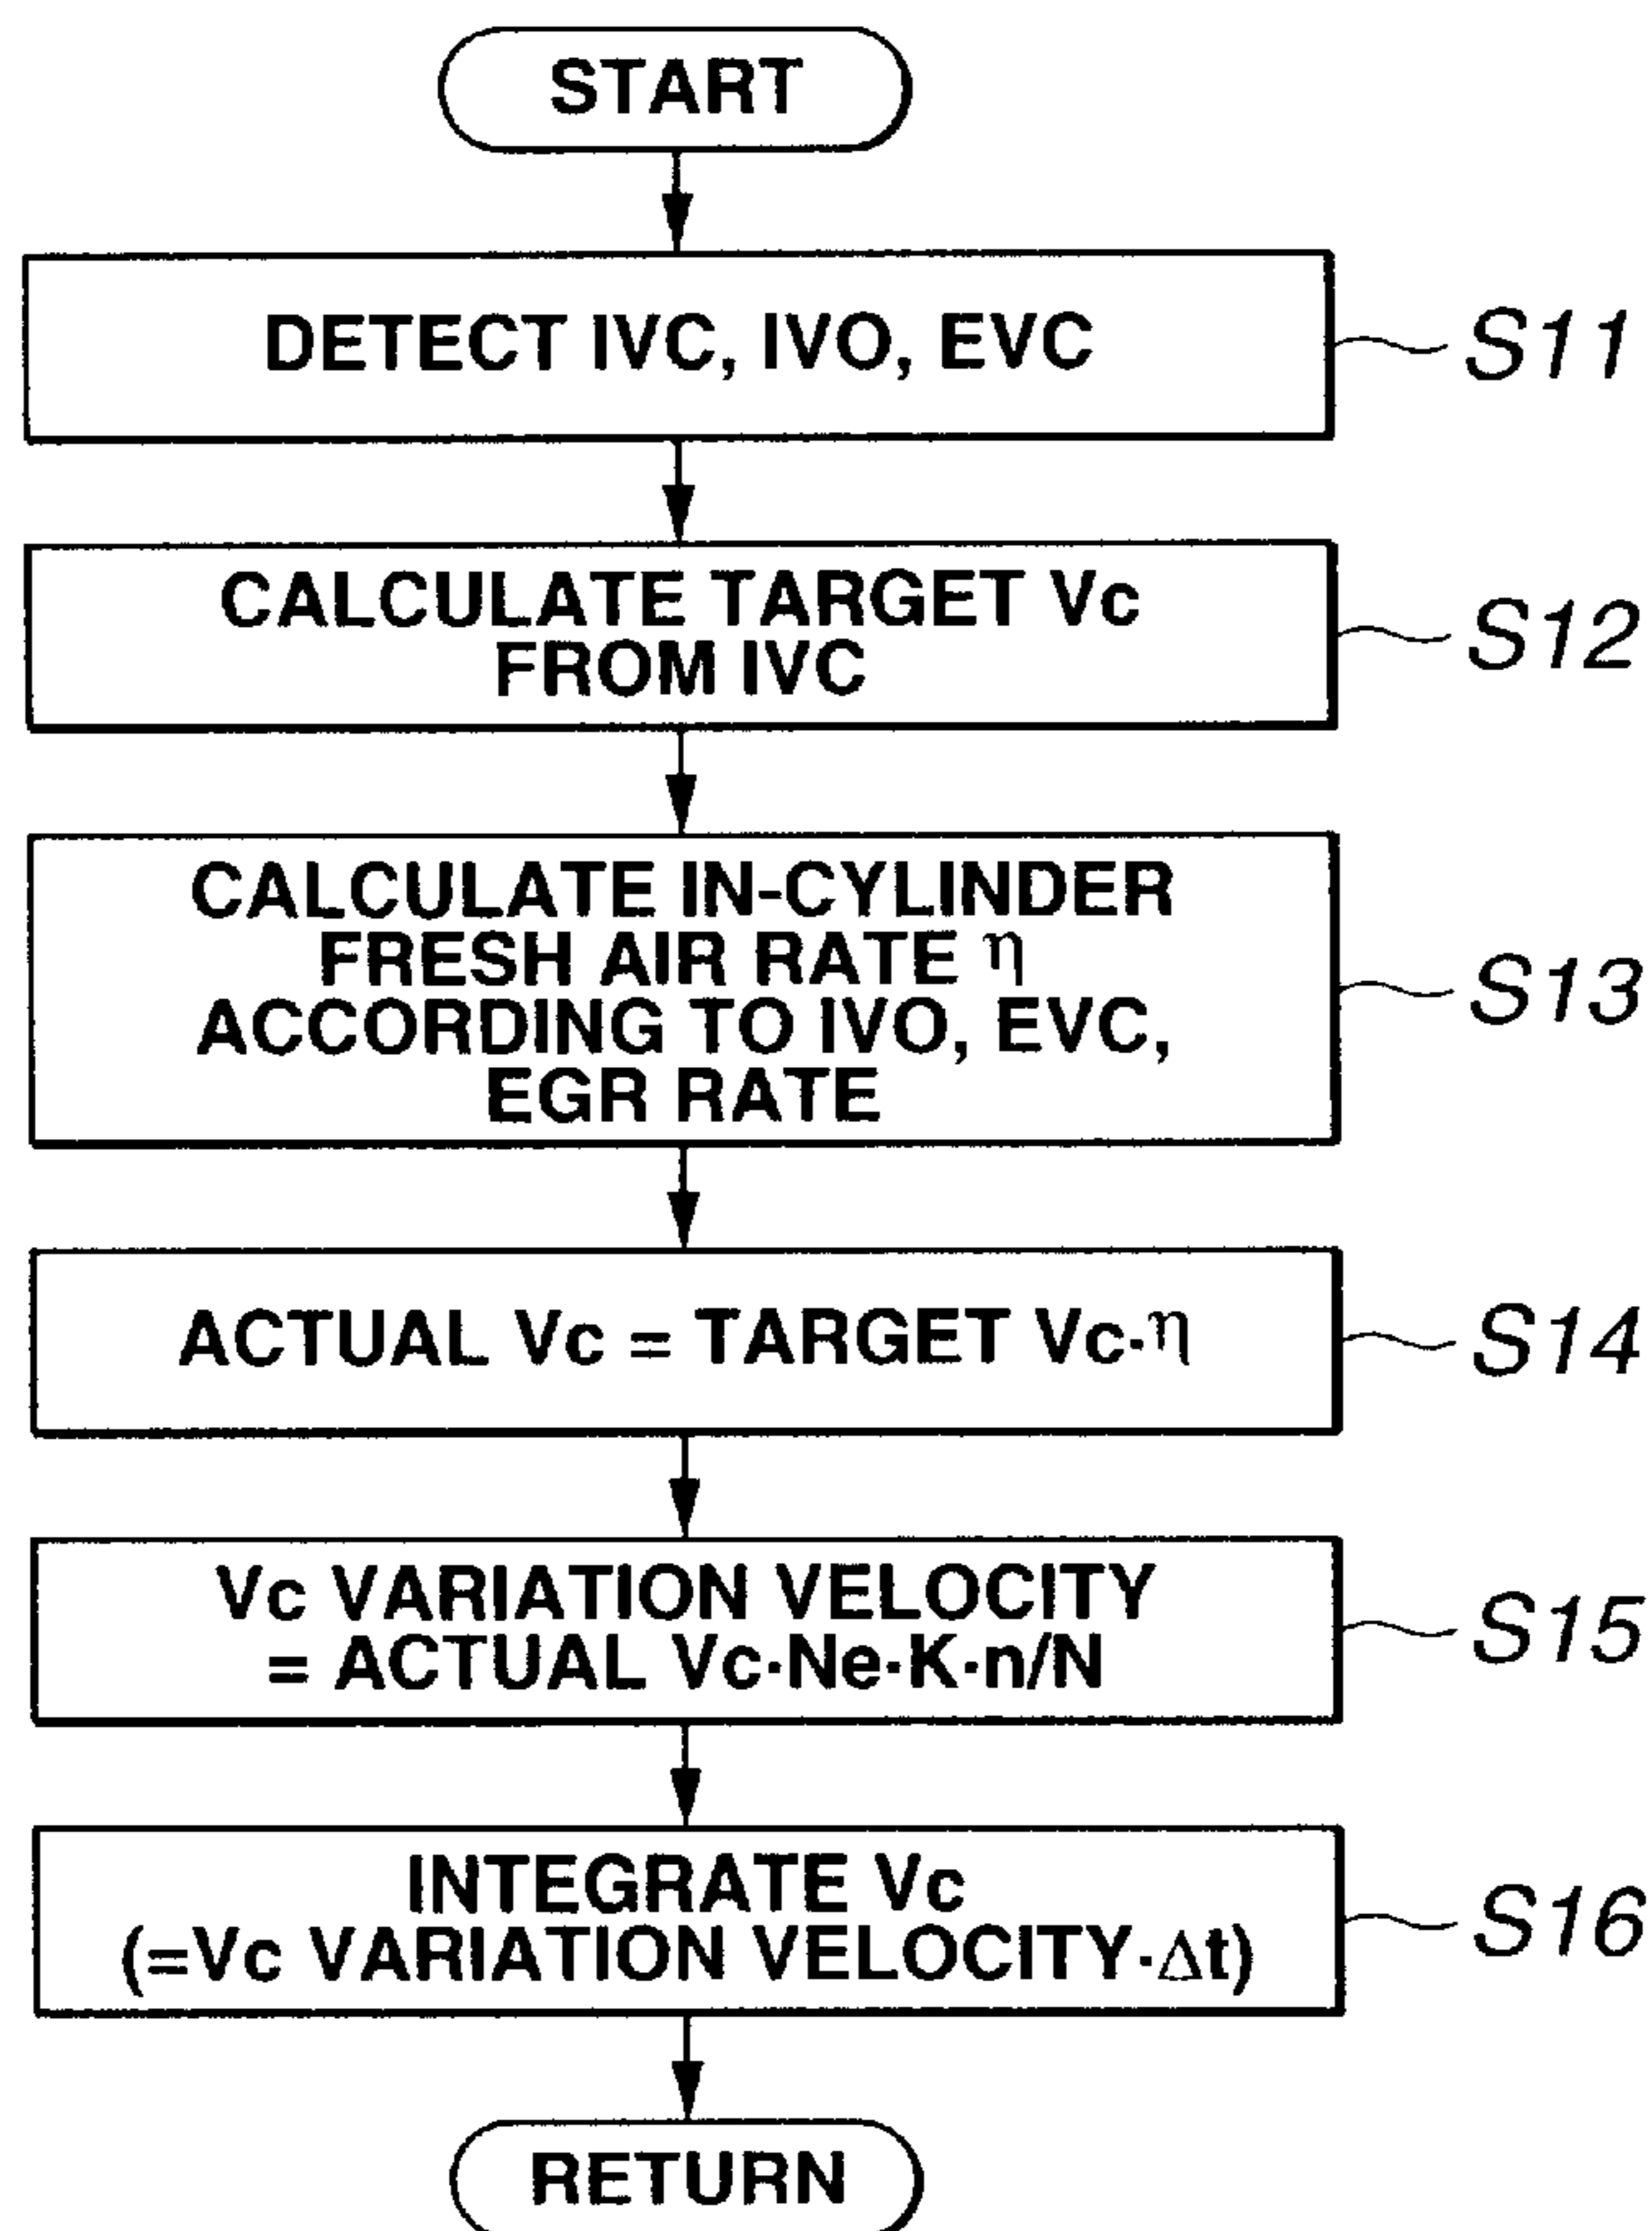 START
DETECT IVC, IVO, EVC
S11
CALCULATE TARGET Vc
FROM IVC
S12
CALCULATE IN-CYLINDER
FRESH AIR RATE η
ACCORDING TO IVO, EVC,
EGR RATE
S13
ACTUAL Vc = TARGET Vc·η
S14
Vc VARIATION VELOCITY
= ACTUAL Vc·Ne·K·n/N
S15
INTEGRATE Vc
(=Vc VARIATION VELOCITY·Δt)
S16
RETURN